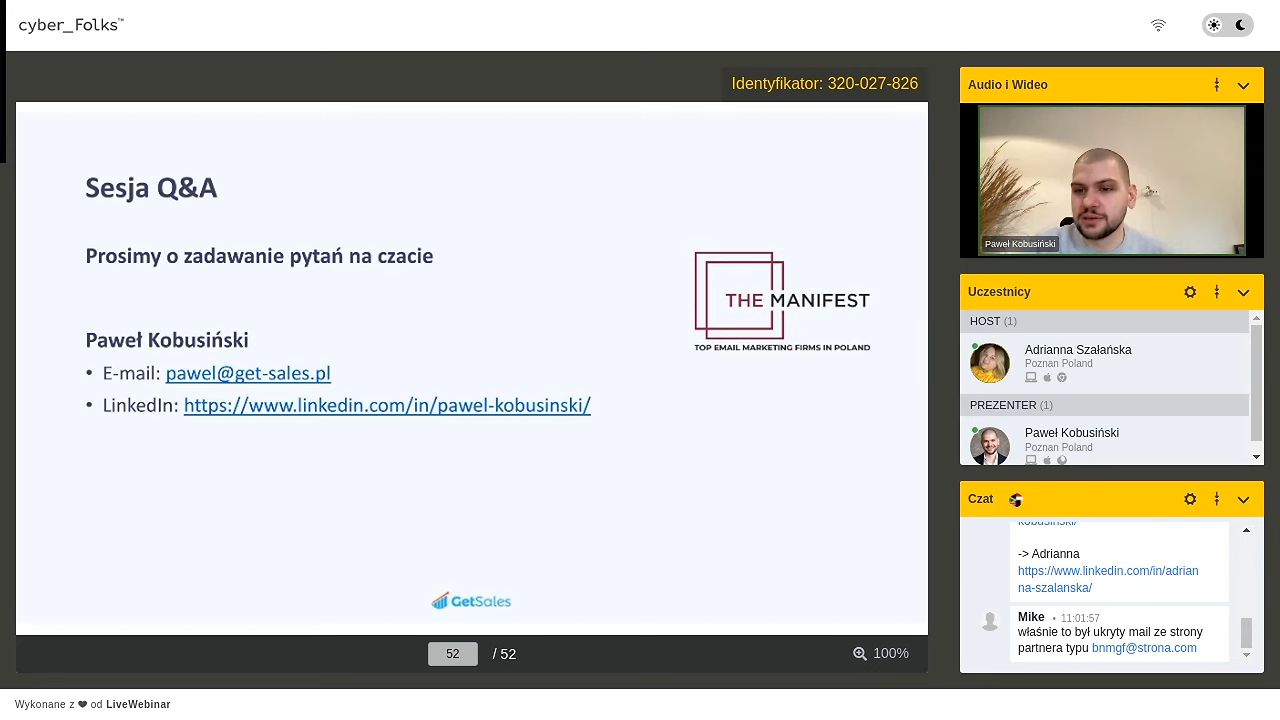 cyber_Folks™
Identyfikator: 320-027-826
Sesja Q&A
Prosimy o zadawanie pytań na czacie
Paweł Kobusiński
• E-mail: pawel@get-sales.pl
• LinkedIn: https://www.linkedin.com/in/pawel-kobusinski/
THE MANIFEST
TOP EMAIL MARKETING FIRMS IN POLAND
GetSales
52 / 52
100%
Audio i Wideo
Paweł Kobusiński
Uczestnicy
HOST (1)
Adrianna Szałańska
Poznan Poland
PREZENTER (1)
Paweł Kobusiński
Poznan Poland
Czat
kobusinski/
-> Adrianna
https://www.linkedin.com/in/adrian
na-szalanska/
Mike • 11:01:57
właśnie to był ukryty mail ze strony
partnera typu bnmgf@strona.com
Wykonane z ❤ od LiveWebinar